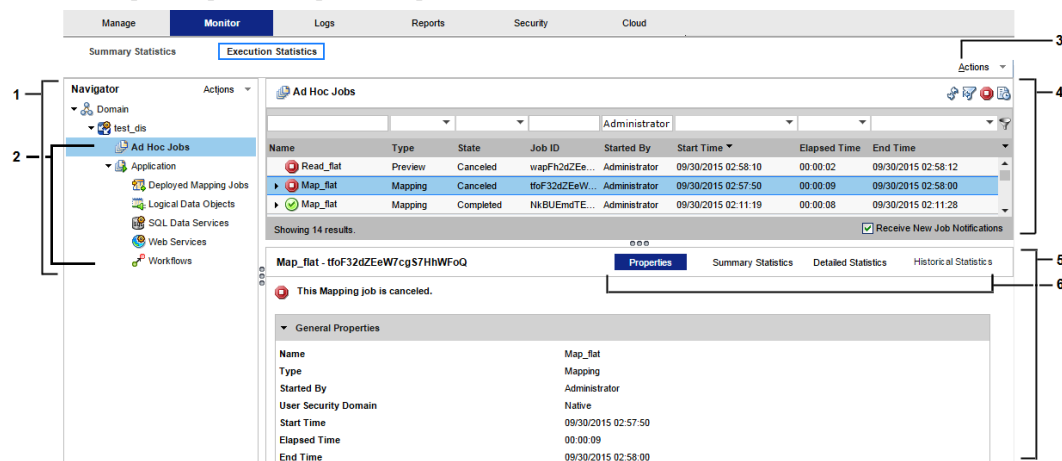 Manage Monitor Logs Reports Security Cloud
Summary Statistics Execution Statistics
3
Actions
1
Navigator Actions
Domain
test_dis
2
Ad Hoc Jobs
Application
Deployed Mapping Jobs
Logical Data Objects
SQL Data Services
Web Services
Workflows
Ad Hoc Jobs
4
Administrator
Name Type State Job ID Started By Start Time Elapsed Time End Time
Read_flat Preview Canceled wapFh2dZEe... Administrator 09/30/2015 02:58:10 00:00:02 09/30/2015 02:58:12
Map_flat Mapping Canceled tfoF32dZEeW... Administrator 09/30/2015 02:57:50 00:00:09 09/30/2015 02:58:00
Map_flat Mapping Completed NkBUEmdTE... Administrator 09/30/2015 02:11:19 00:00:08 09/30/2015 02:11:28
Showing 14 results. Receive New Job Notifications
Map_flat - tfoF32dZEeW7cgS7HhWFoQ Properties Summary Statistics Detailed Statistics Historical Statistics
5
6
This Mapping job is canceled.
General Properties
Name Map_flat
Type Mapping
Started By Administrator
User Security Domain Native
Start Time 09/30/2015 02:57:50
Elapsed Time 00:00:09
End Time 09/30/2015 02:58:00